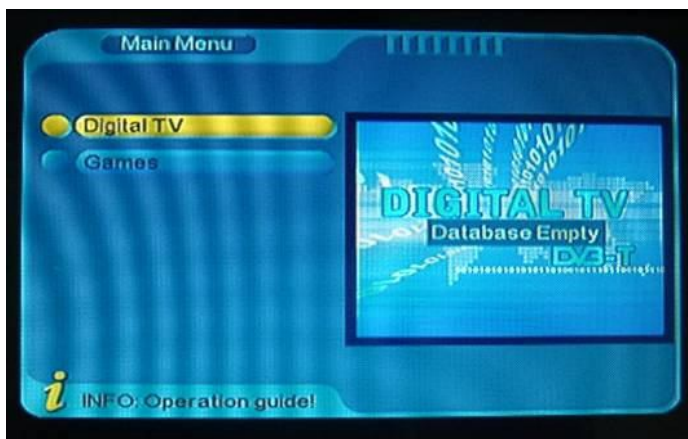 Main Menu
Digital TV
Games
DIGITAL TV
Database Empty
DVB-T
INFO: Operation guide!